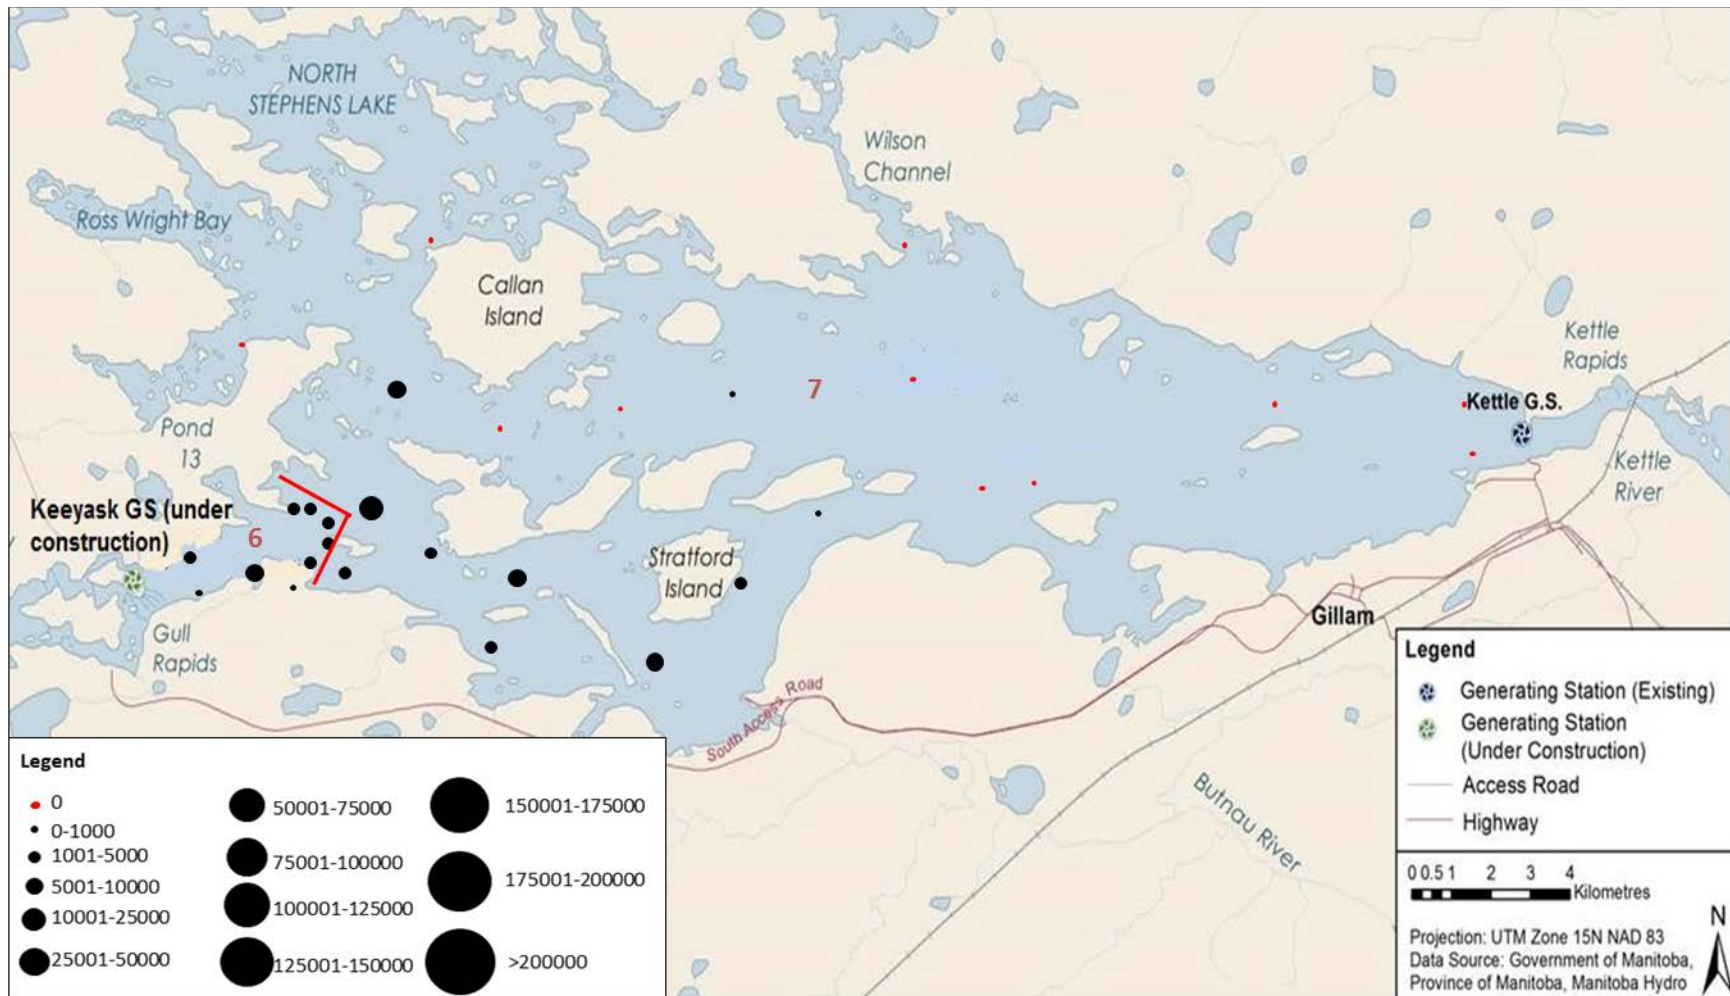 NORTH
STEPHENS LAKE
Wilson
Channel
Ross Wright Bay
Callan
Island
Kettle
Rapids
7
Kettle G.S.
Pond
13
Kettle
River
Keeyask GS (under
construction)
6
Stratford
Island
Gillam
Gull
Rapids
South Access Road
Butnau River
Legend
Generating Station (Existing)
Generating Station
(Under Construction)
Access Road
Highway
0 0.5 1 2 3 4
Kilometres
N
Projection: UTM Zone 15N NAD 83
Data Source: Government of Manitoba,
Province of Manitoba, Manitoba Hydro
Legend
0
0-1000
1001-5000
5001-10000
10001-25000
25001-50000
50001-75000
75001-100000
100001-125000
125001-150000
150001-175000
175001-200000
>200000